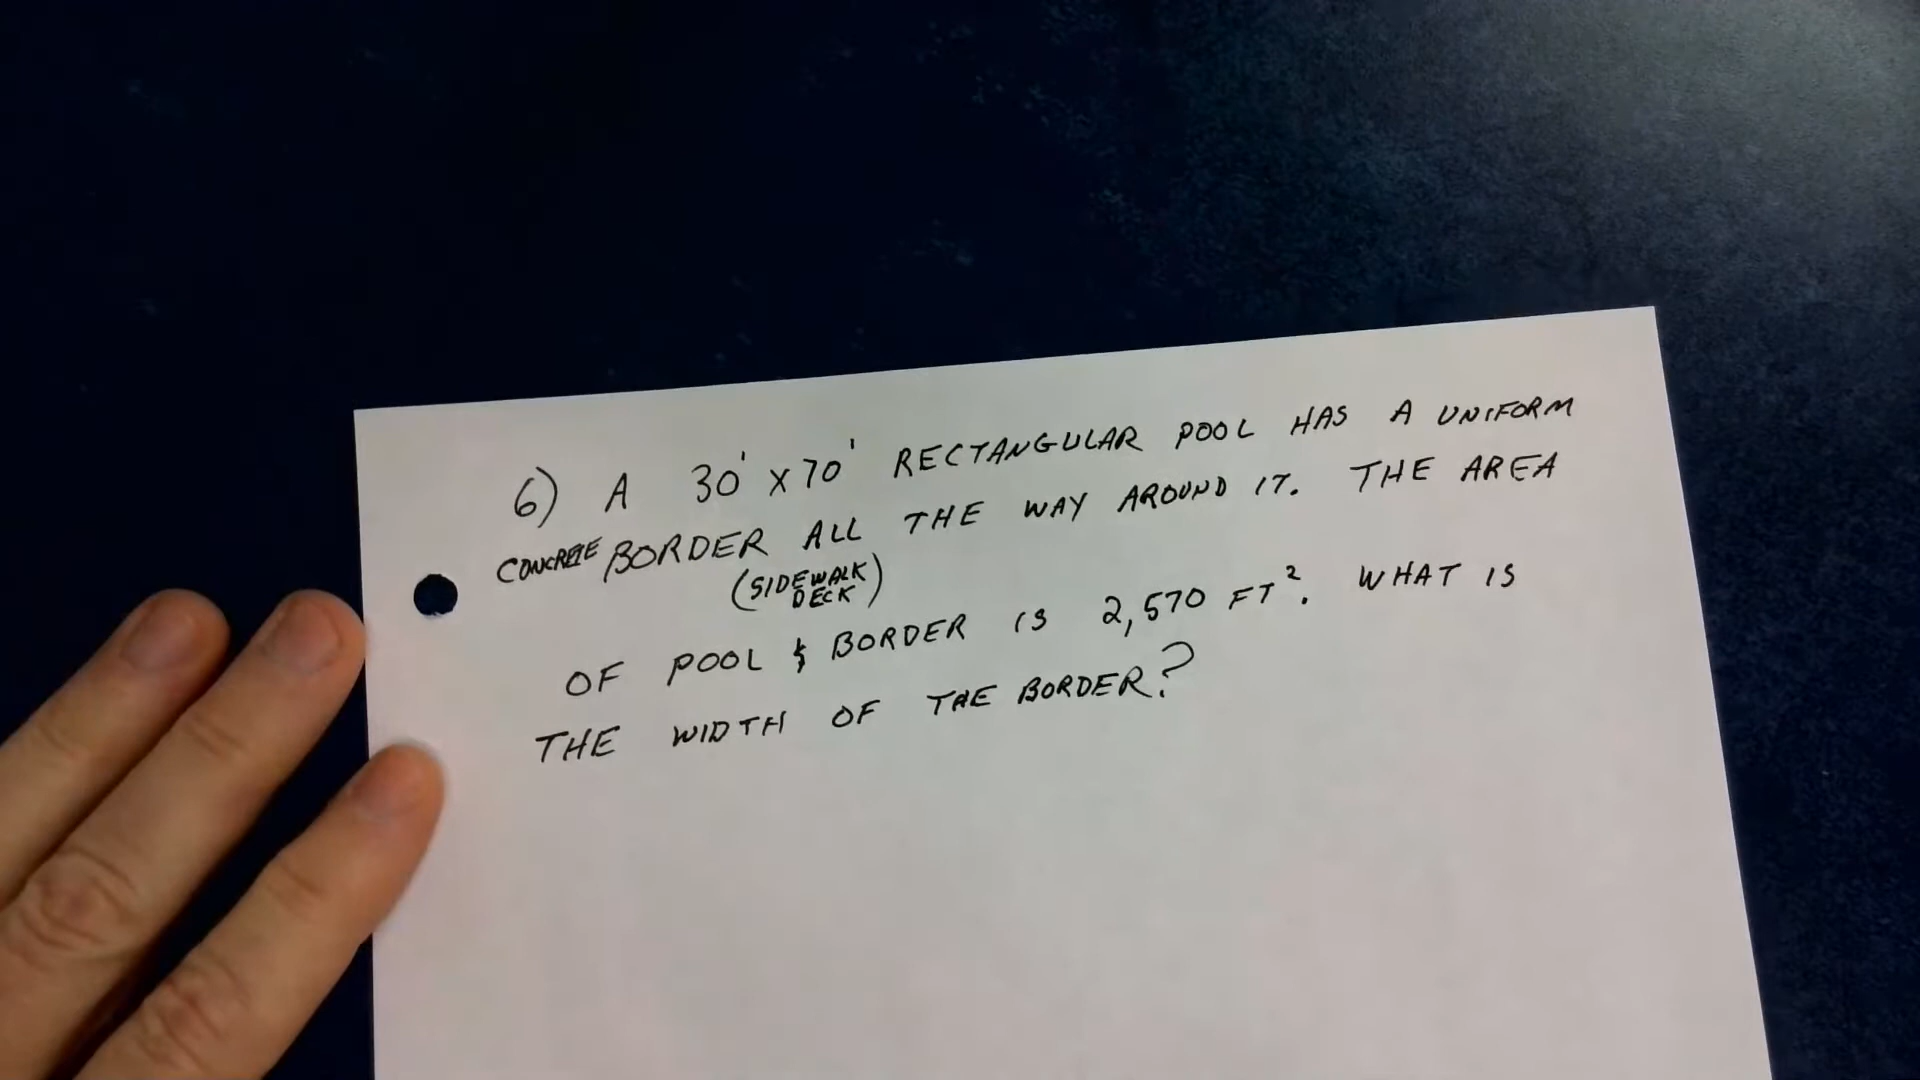 6) A 30' x 70' RECTANGULAR POOL HAS A UNIFORM
CONCRETE BORDER ALL THE WAY AROUND IT. THE AREA
(SIDEWALK
DECK)
OF POOL & BORDER IS 2,570 FT². WHAT IS
THE WIDTH OF THE BORDER?